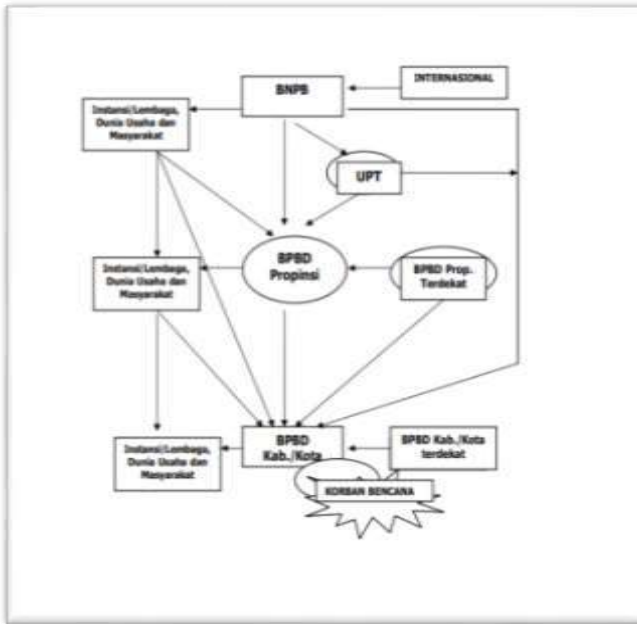 INTERNASIONAL
BNPB
Instansi/Lembaga,
Dunia Usaha dan
Masyarakat
UPT
BPBD
Propinsi
BPBD Prop.
Terdekat
Instansi/Lembaga,
Dunia Usaha dan
Masyarakat
BPBD
Kab./Kota
BPBD Kab./Kota
terdekat
Instansi/Lembaga,
Dunia Usaha dan
Masyarakat
KORBAN BENCANA